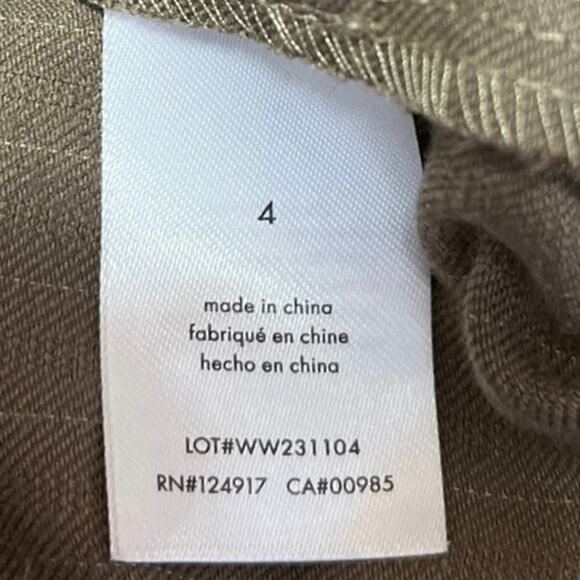 4
made in china
fabriqué en chine
hecho en china
LOT#WW231104
RN#124917 CA#00985